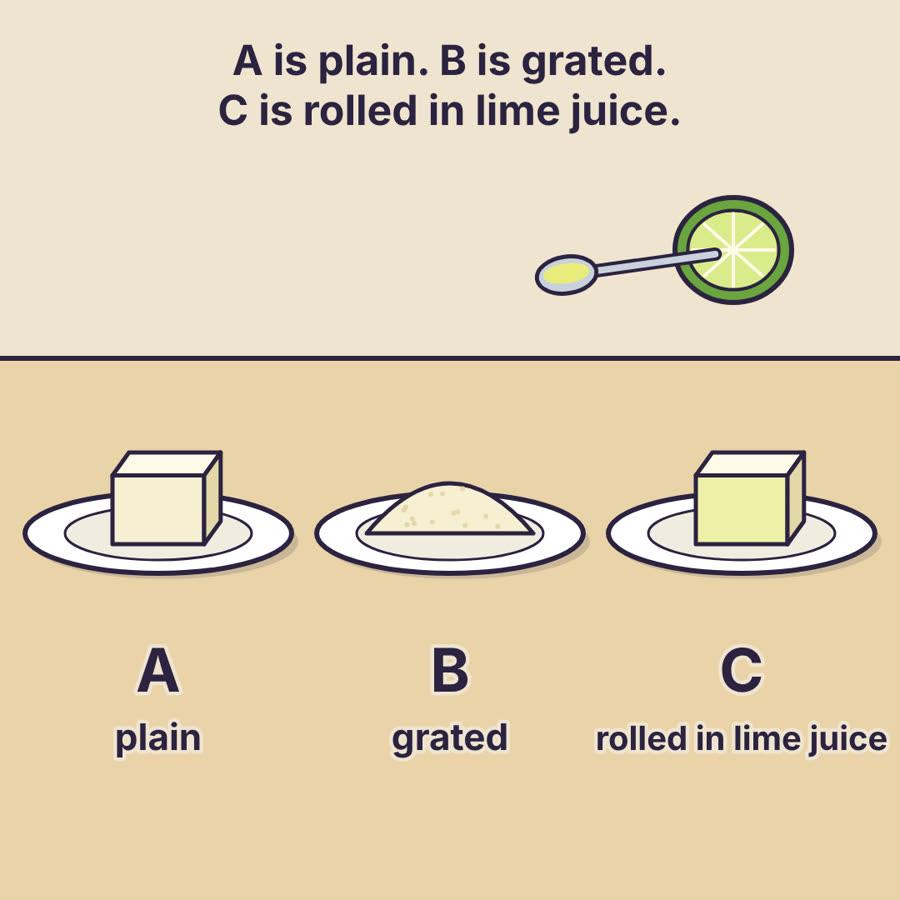 A is plain. B is grated.
C is rolled in lime juice.
A
B
C
plain
grated
rolled in lime juice